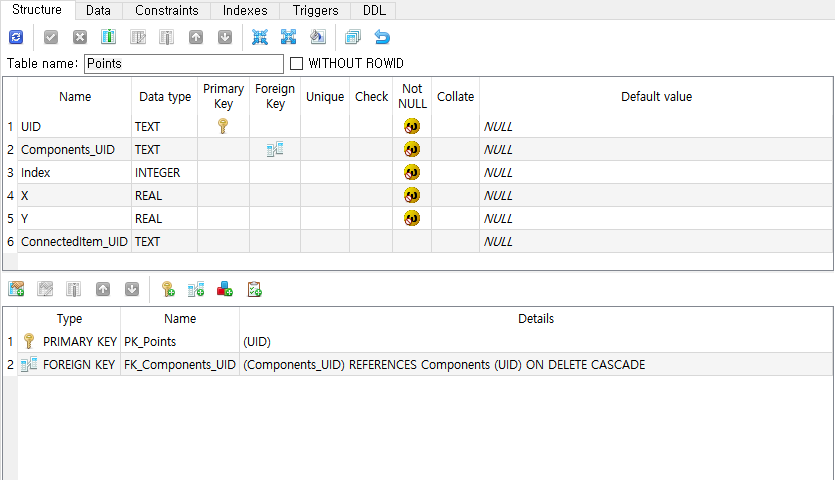 Structure Data Constraints Indexes Triggers DDL
Table name: Points WITHOUT ROWID
Name Data type Primary Key Foreign Key Unique Check Not NULL Collate Default value
1 UID TEXT NULL
2 Components_UID TEXT NULL
3 Index INTEGER NULL
4 X REAL NULL
5 Y REAL NULL
6 ConnectedItem_UID TEXT NULL
Type Name Details
1 PRIMARY KEY PK_Points (UID)
2 FOREIGN KEY FK_Components_UID (Components_UID) REFERENCES Components (UID) ON DELETE CASCADE